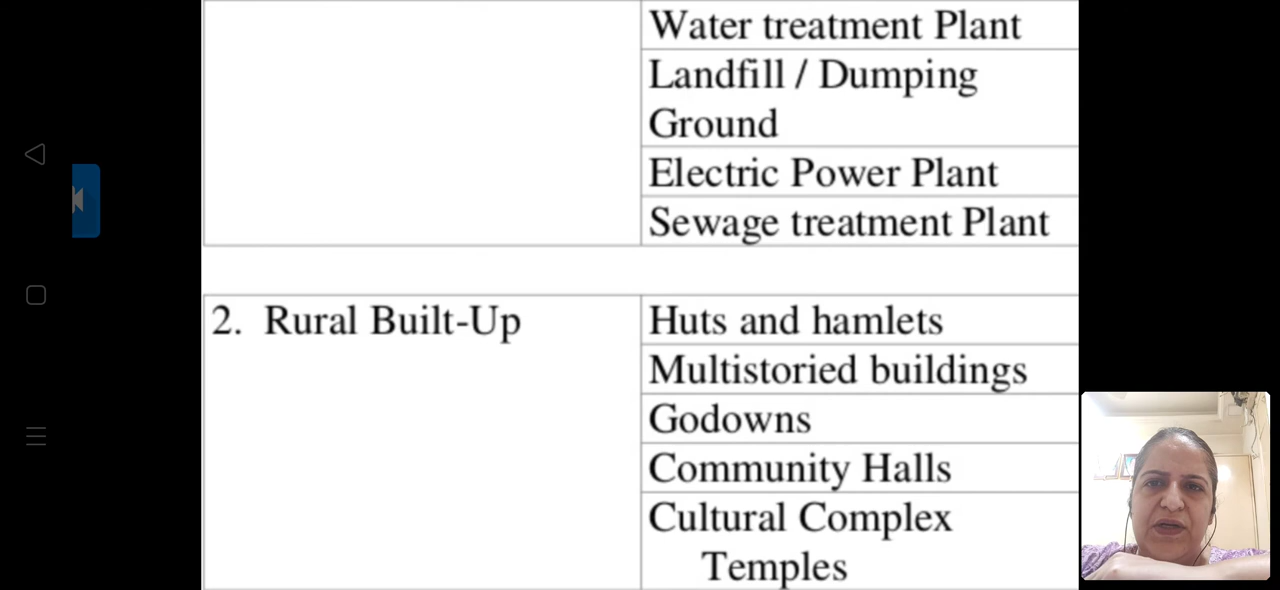 Water treatment Plant
Landfill / Dumping
Ground
Electric Power Plant
Sewage treatment Plant
2. Rural Built-Up
Huts and hamlets
Multistoried buildings
Godowns
Community Halls
Cultural Complex
Temples